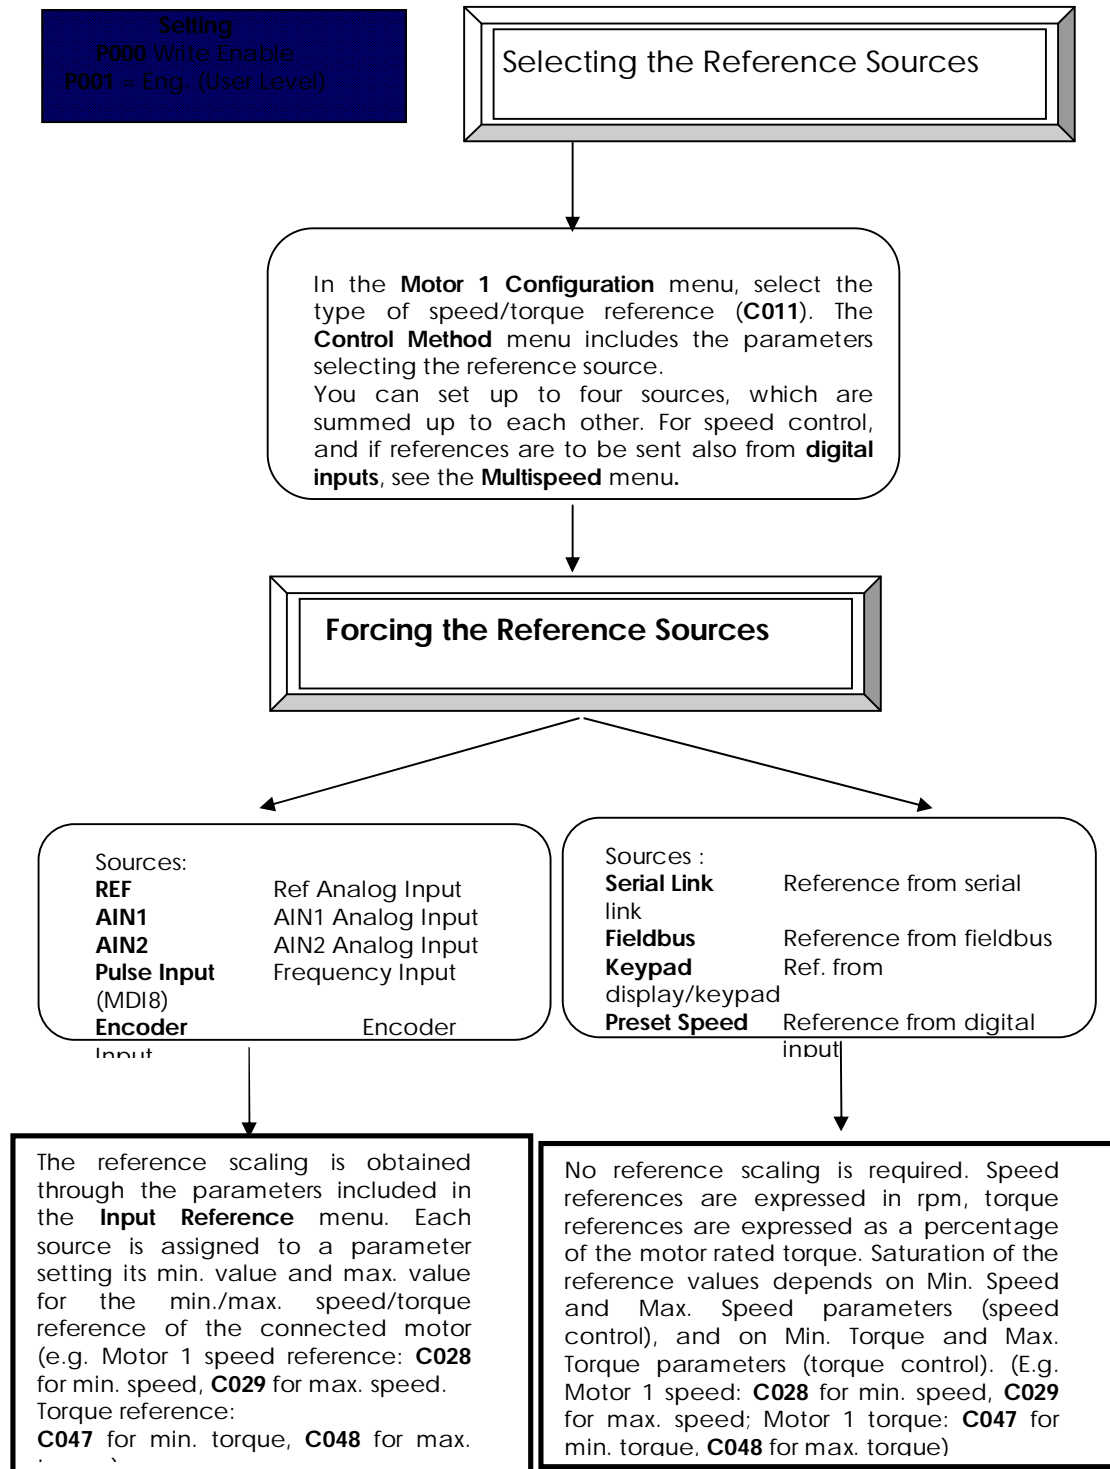 Setting
P000 Write Enable
P001 = Eng. (User Level)
Selecting the Reference Sources
In the Motor 1 Configuration menu, select the
type of speed/torque reference (C011). The
Control Method menu includes the parameters
selecting the reference source.
You can set up to four sources, which are
summed up to each other. For speed control,
and if references are to be sent also from digital
inputs, see the Multispeed menu.
Forcing the Reference Sources
Sources:
REF Ref Analog Input
AIN1 AIN1 Analog Input
AIN2 AIN2 Analog Input
Pulse Input Frequency Input
(MDI8)
Encoder Encoder
Input
Sources :
Serial Link Reference from serial
link
Fieldbus Reference from fieldbus
Keypad Ref. from
display/keypad
Preset Speed Reference from digital
input
The reference scaling is obtained
through the parameters included in
the Input Reference menu. Each
source is assigned to a parameter
setting its min. value and max. value
for the min./max. speed/torque
reference of the connected motor
(e.g. Motor 1 speed reference: C028
for min. speed, C029 for max. speed.
Torque reference:
C047 for min. torque, C048 for max.
No reference scaling is required. Speed
references are expressed in rpm, torque
references are expressed as a percentage
of the motor rated torque. Saturation of the
reference values depends on Min. Speed
and Max. Speed parameters (speed
control), and on Min. Torque and Max.
Torque parameters (torque control). (E.g.
Motor 1 speed: C028 for min. speed, C029
for max. speed; Motor 1 torque: C047 for
min. torque, C048 for max. torque)